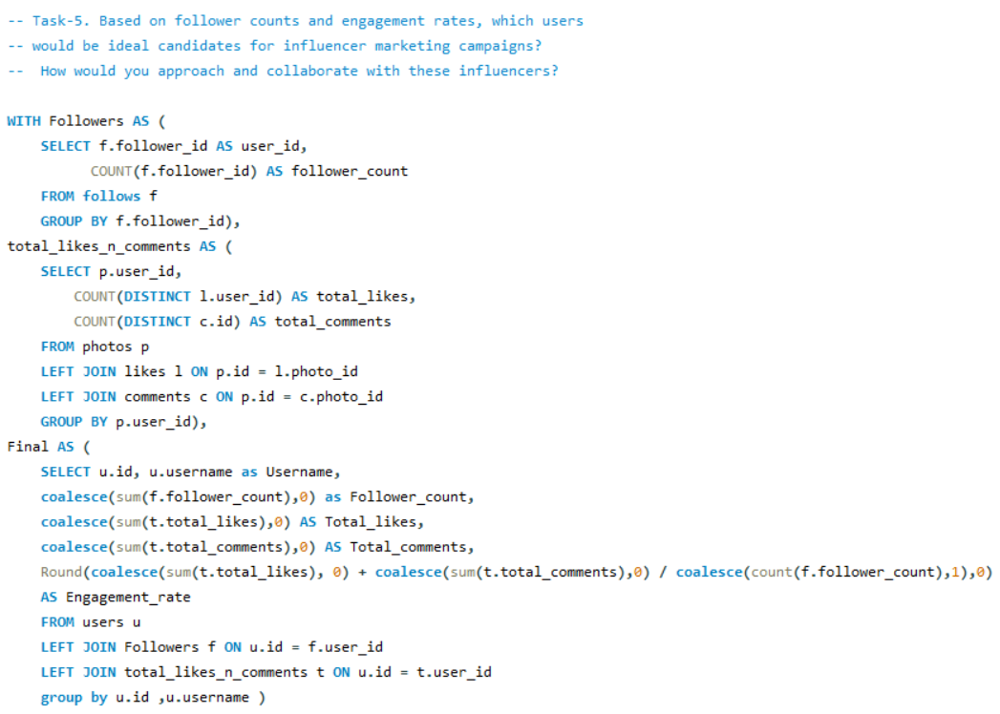 -- Task-5. Based on follower counts and engagement rates, which users
-- would be ideal candidates for influencer marketing campaigns?
--  How would you approach and collaborate with these influencers?
WITH Followers AS (
    SELECT f.follower_id AS user_id,
          COUNT(f.follower_id) AS follower_count
    FROM follows f
    GROUP BY f.follower_id),
total_likes_n_comments AS (
    SELECT p.user_id,
        COUNT(DISTINCT l.user_id) AS total_likes,
        COUNT(DISTINCT c.id) AS total_comments
    FROM photos p
    LEFT JOIN likes l ON p.id = l.photo_id
    LEFT JOIN comments c ON p.id = c.photo_id
    GROUP BY p.user_id),
Final AS (
    SELECT u.id, u.username as Username,
    coalesce(sum(f.follower_count),0) as Follower_count,
    coalesce(sum(t.total_likes),0) AS Total_likes,
    coalesce(sum(t.total_comments),0) AS Total_comments,
    Round(coalesce(sum(t.total_likes), 0) + coalesce(sum(t.total_comments),0) / coalesce(count(f.follower_count),1),0)
    AS Engagement_rate
    FROM users u
    LEFT JOIN Followers f ON u.id = f.user_id
    LEFT JOIN total_likes_n_comments t ON u.id = t.user_id
    group by u.id ,u.username )